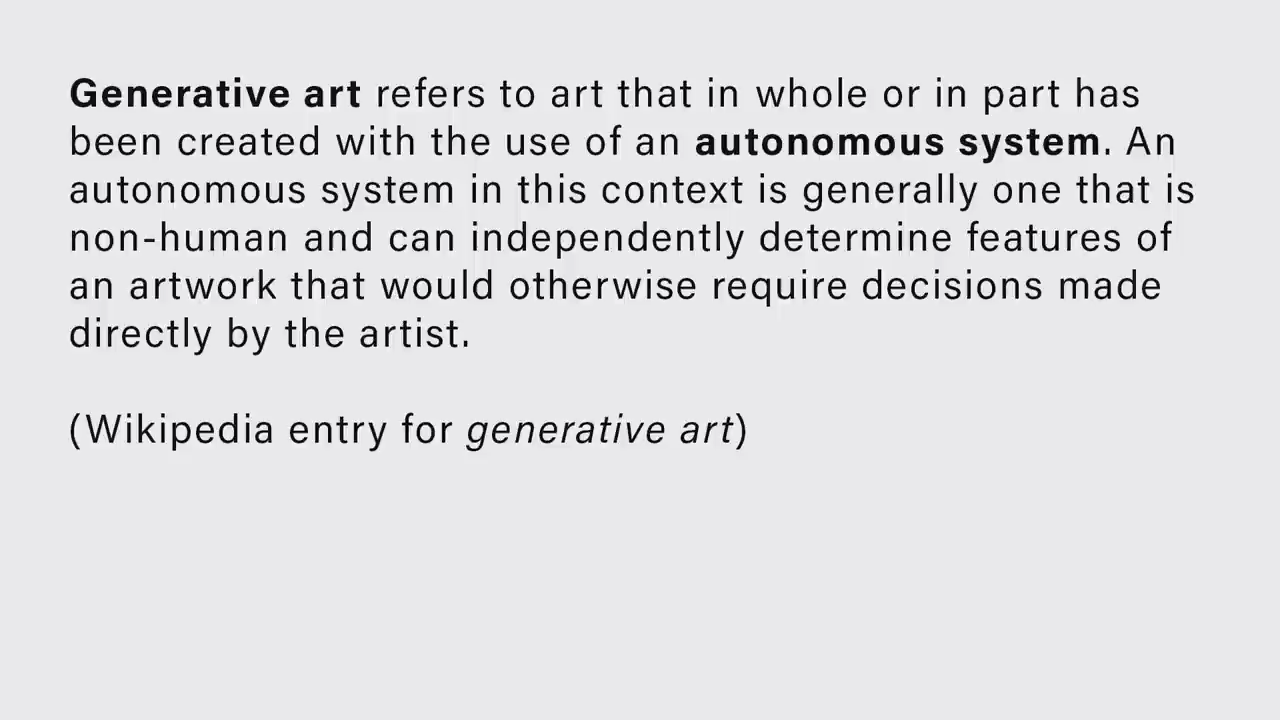 Generative art refers to art that in whole or in part has
been created with the use of an autonomous system. An
autonomous system in this context is generally one that is
non-human and can independently determine features of
an artwork that would otherwise require decisions made
directly by the artist.
(Wikipedia entry for generative art)